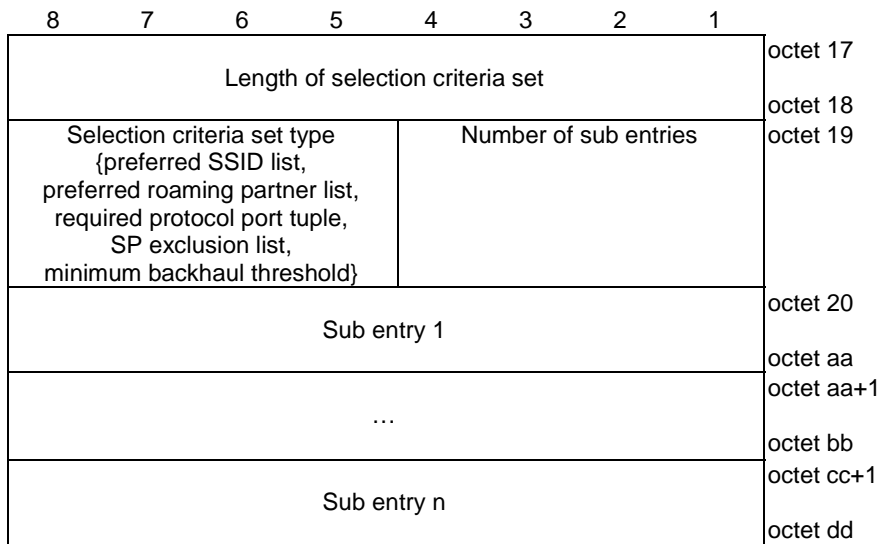 8 7 6 5 4 3 2 1
octet 17
Length of selection criteria set
octet 18
Selection criteria set type Number of sub entries octet 19
{preferred SSID list,
preferred roaming partner list,
required protocol port tuple,
SP exclusion list,
minimum backhaul threshold}
octet 20
Sub entry 1
octet aa
octet aa+1
…
octet bb
octet cc+1
Sub entry n
octet dd